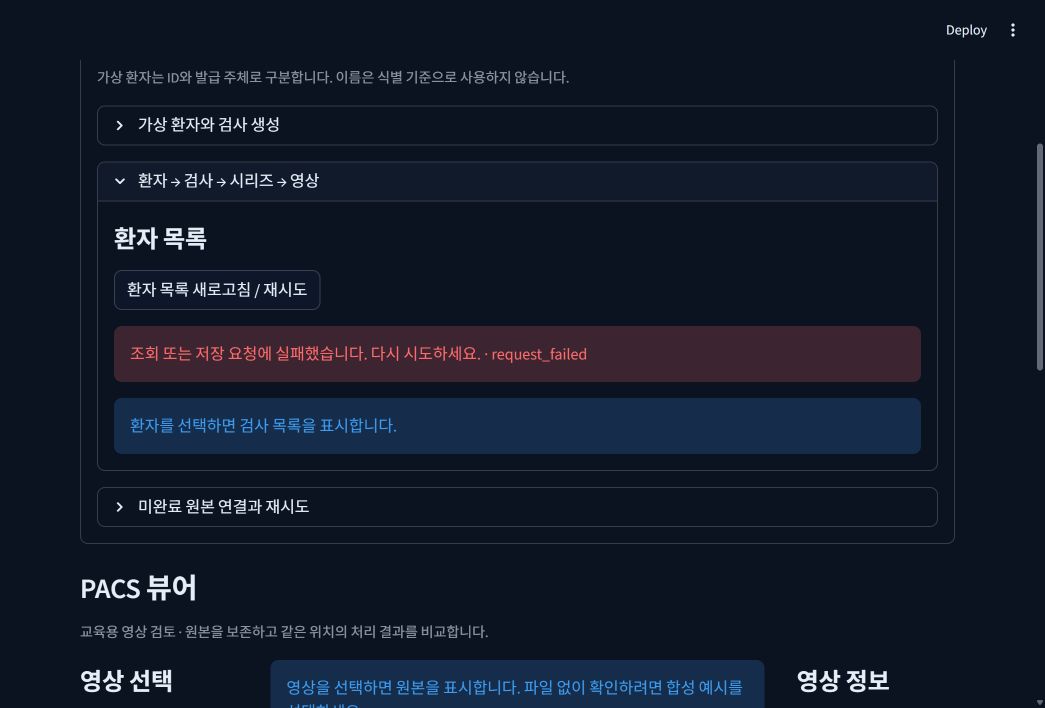 Deploy
가상 환자는 ID와 발급 주체로 구분합니다. 이름은 식별 기준으로 사용하지 않습니다.
가상 환자와 검사 생성
환자 → 검사 → 시리즈 → 영상
환자 목록
환자 목록 새로고침 / 재시도
조회 또는 저장 요청에 실패했습니다. 다시 시도하세요. · request_failed
환자를 선택하면 검사 목록을 표시합니다.
미완료 원본 연결과 재시도
PACS 뷰어
교육용 영상 검토 · 원본을 보존하고 같은 위치의 처리 결과를 비교합니다.
영상 선택
영상을 선택하면 원본을 표시합니다. 파일 없이 확인하려면 합성 예시를
영상 정보